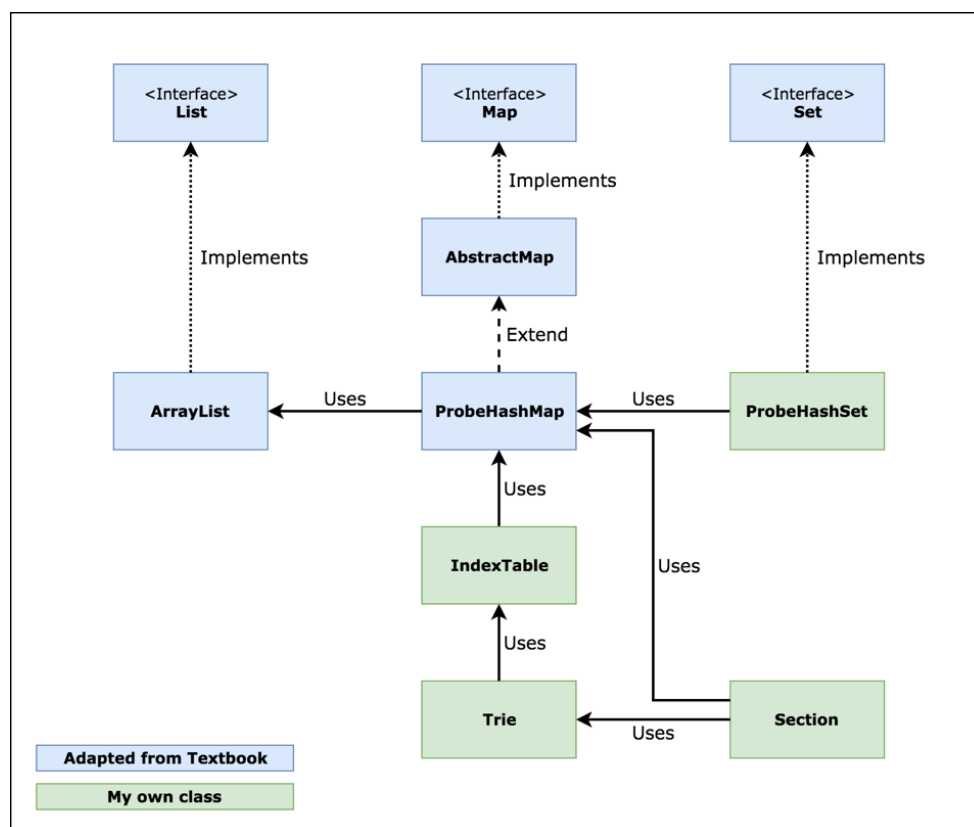 <Interface>
List
<Interface>
Map
<Interface>
Set
Implements
AbstractMap
Implements
Implements
Extend
ArrayList
Uses
ProbeHashMap
Uses
ProbeHashSet
Uses
IndexTable
Uses
Uses
Trie
Uses
Section
Adapted from Textbook
My own class